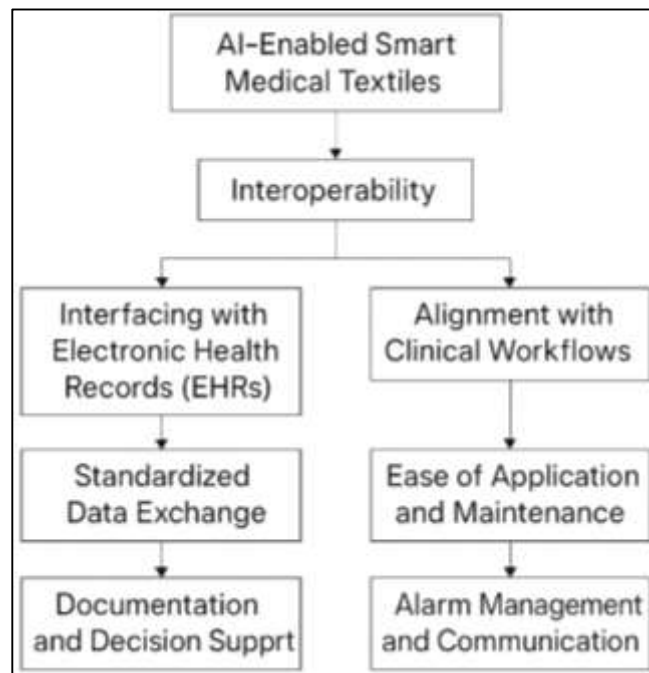 AI-Enabled Smart
Medical Textiles
Interoperability
Interfacing with
Electronic Health
Records (EHRs)
Alignment with
Clinical Workflows
Standardized
Data Exchange
Ease of Application
and Maintenance
Documentation
and Decision Supprt
Alarm Management
and Communication